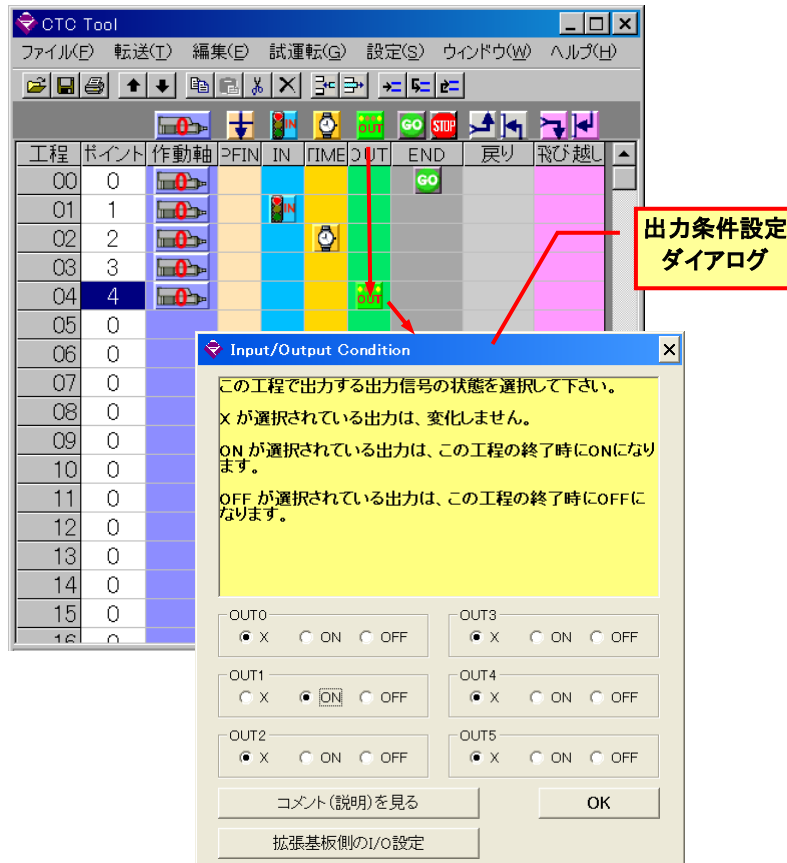 CTC Tool
ファイル(F) 転送(T) 編集(E) 試運転(G) 設定(S) ウィンドウ(W) ヘルプ(H)
0 IN OUT GO STOP
工程 ポイント 作動軸 PFIN IN TIME OUT END 戻り 飛び越し
00 0 0 GO
01 1 0 IN
02 2 0
03 3 0
04 4 0 OUT
05 0
06 0
07 0
08 0
09 0
10 0
11 0
12 0
13 0
14 0
15 0
16 0
出力条件設定
ダイアログ
Input/Output Condition
この工程で出力する出力信号の状態を選択して下さい。
X が選択されている出力は、変化しません。
ON が選択されている出力は、この工程の終了時にONになり
ます。
OFF が選択されている出力は、この工程の終了時にOFFに
なります。
OUT0 OUT3
X ON OFF X ON OFF
OUT1 OUT4
X ON OFF X ON OFF
OUT2 OUT5
X ON OFF X ON OFF
コメント(説明)を見る OK
拡張基板側のI/O設定